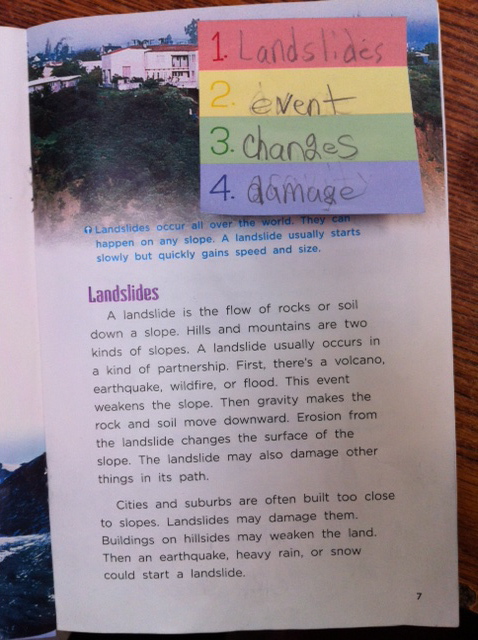 1. Landslides
2. event
3. changes
4. damage
Landslides occur all over the world. They can
happen on any slope. A landslide usually starts
slowly but quickly gains speed and size.
Landslides
A landslide is the flow of rocks or soil
down a slope. Hills and mountains are two
kinds of slopes. A landslide usually occurs in
a kind of partnership. First, there's a volcano,
earthquake, wildfire, or flood. This event
weakens the slope. Then gravity makes the
rock and soil move downward. Erosion from
the landslide changes the surface of the
slope. The landslide may also damage other
things in its path.
Cities and suburbs are often built too close
to slopes. Landslides may damage them.
Buildings on hillsides may weaken the land.
Then an earthquake, heavy rain, or snow
could start a landslide.
7